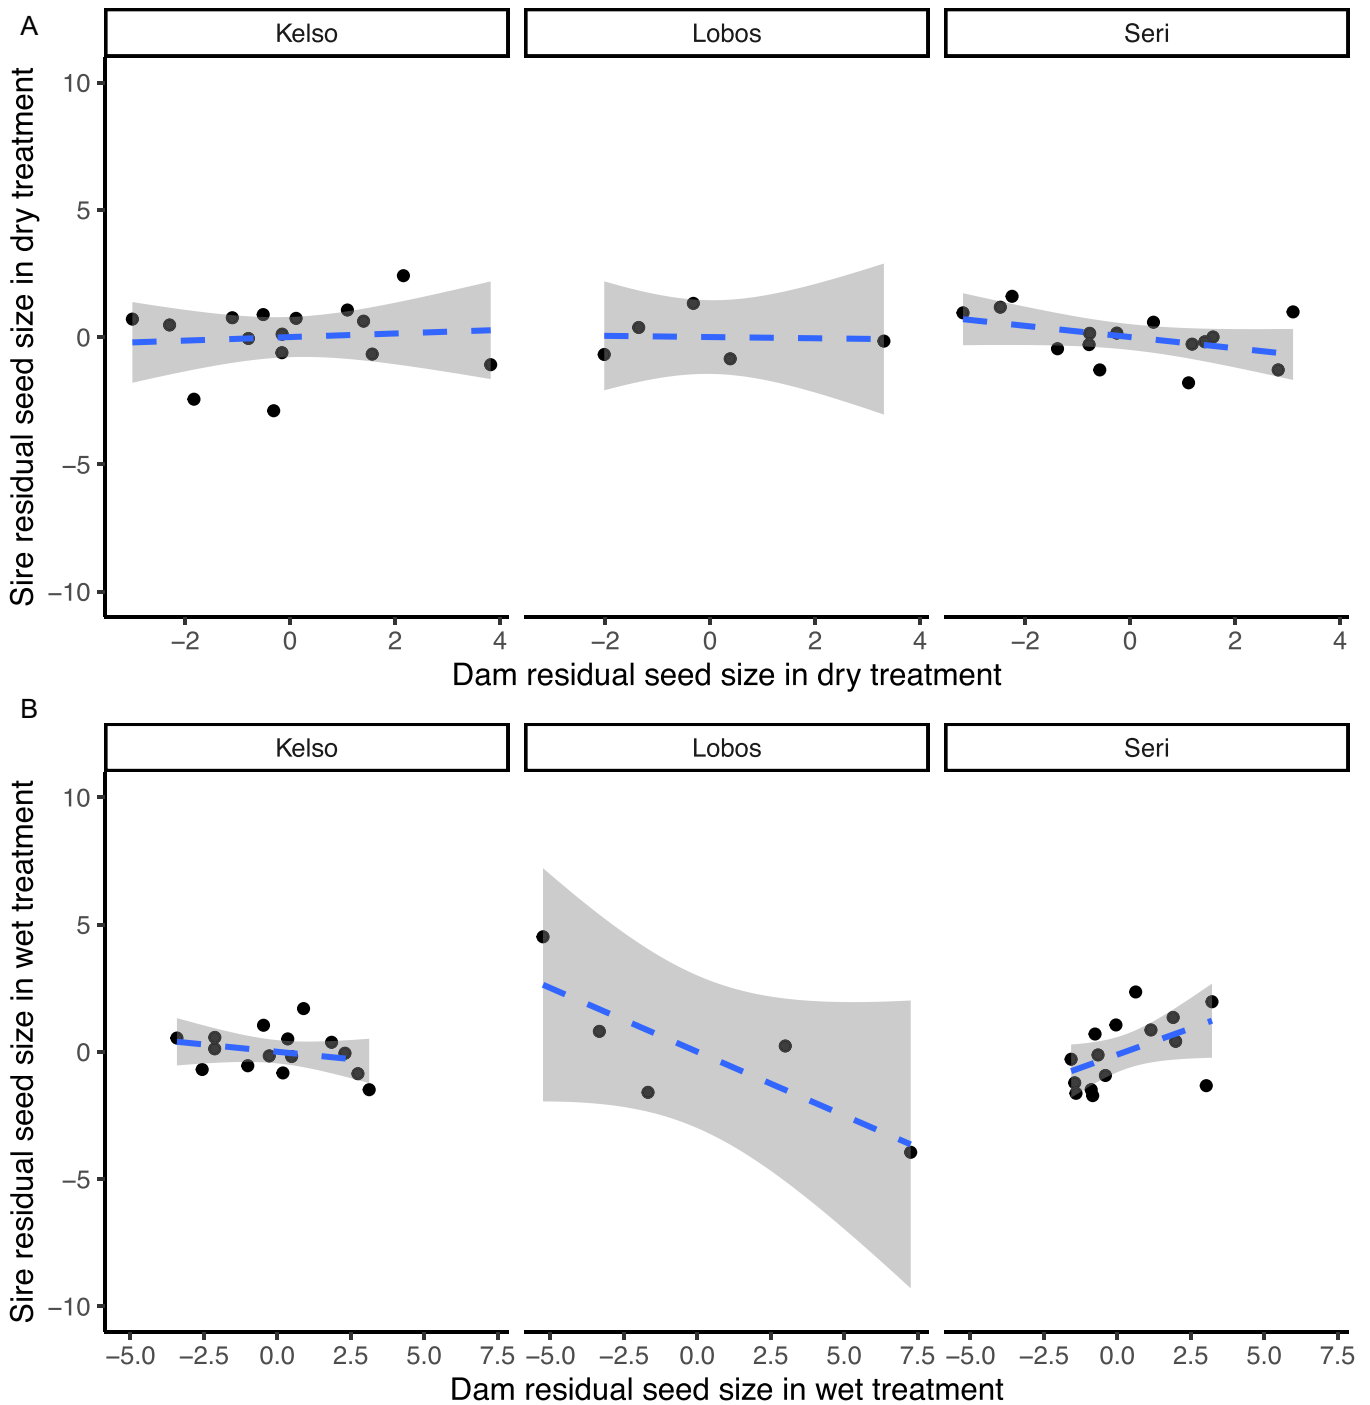 A
Kelso
Lobos
Seri
Sire residual seed size in dry treatment
10
5
0
−5
−10
−2 0 2 4
−2 0 2 4
−2 0 2 4
Dam residual seed size in dry treatment
B
Kelso
Lobos
Seri
Sire residual seed size in wet treatment
10
5
0
−5
−10
−5.0 −2.5 0.0 2.5 5.0 7.5
−5.0 −2.5 0.0 2.5 5.0 7.5
−5.0 −2.5 0.0 2.5 5.0 7.5
Dam residual seed size in wet treatment